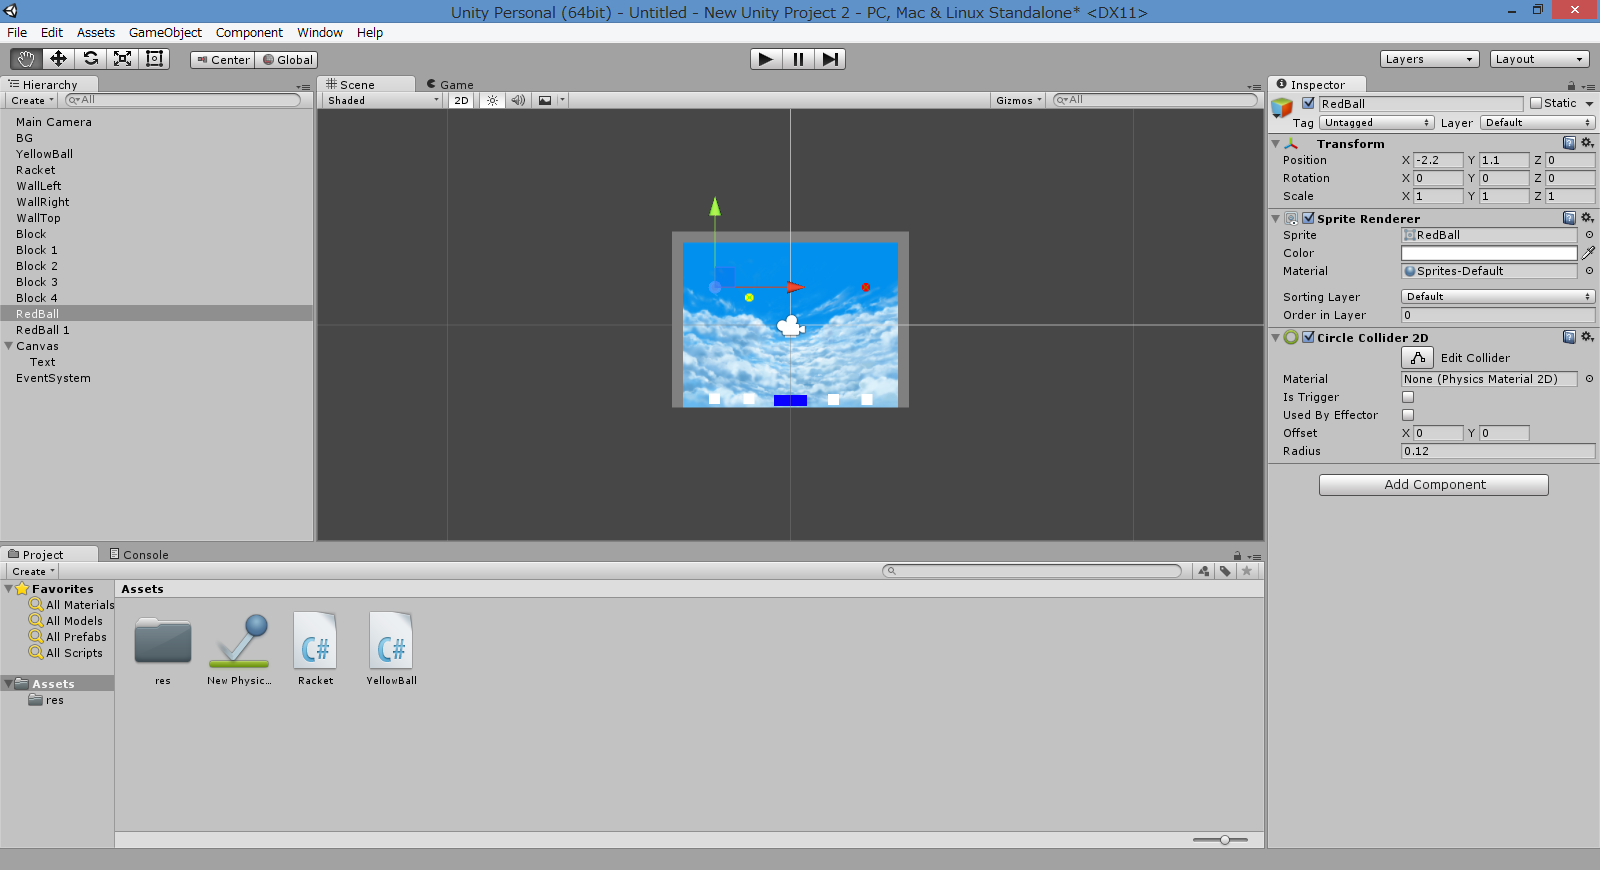 Unity Personal (64bit) - Untitled - New Unity Project 2 - PC, Mac & Linux Standalone* <DX11>
File Edit Assets GameObject Component Window Help
Center Global Layers Layout
Hierarchy
Create All
Main Camera
BG
YellowBall
Racket
WallLeft
WallRight
WallTop
Block
Block 1
Block 2
Block 3
Block 4
RedBall
RedBall 1
Canvas
Text
EventSystem
Scene Game
Shaded 2D Gizmos All
Inspector
RedBall Static
Tag Untagged Layer Default
Transform
Position X -2.2 Y 1.1 Z 0
Rotation X 0 Y 0 Z 0
Scale X 1 Y 1 Z 1
Sprite Renderer
Sprite RedBall
Color
Material Sprites-Default
Sorting Layer Default
Order in Layer 0
Circle Collider 2D
Edit Collider
Material None (Physics Material 2D)
Is Trigger
Used By Effector
Offset X 0 Y 0
Radius 0.12
Add Component
Project Console
Create
Favorites
All Materials
All Models
All Prefabs
All Scripts
Assets
res
Assets
C# C#
res New Physic... Racket YellowBall